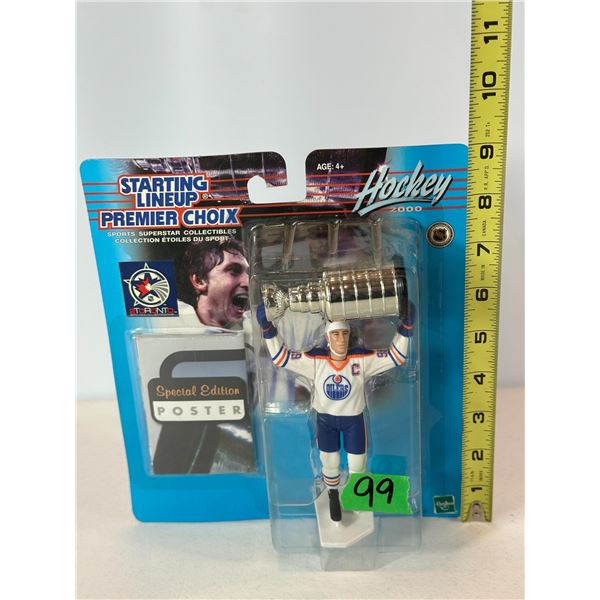 STARTING
LINEUP
PREMIER CHOIX
SPORTS SUPERSTAR COLLECTIBLES
COLLECTION ÉTOILES DU SPORT
AGE: 4+
Hockey
2000
TORONTO
Special Edition
POSTER
C
OILERS
99
11
10
9
8
7
6
5
4
3
2
1